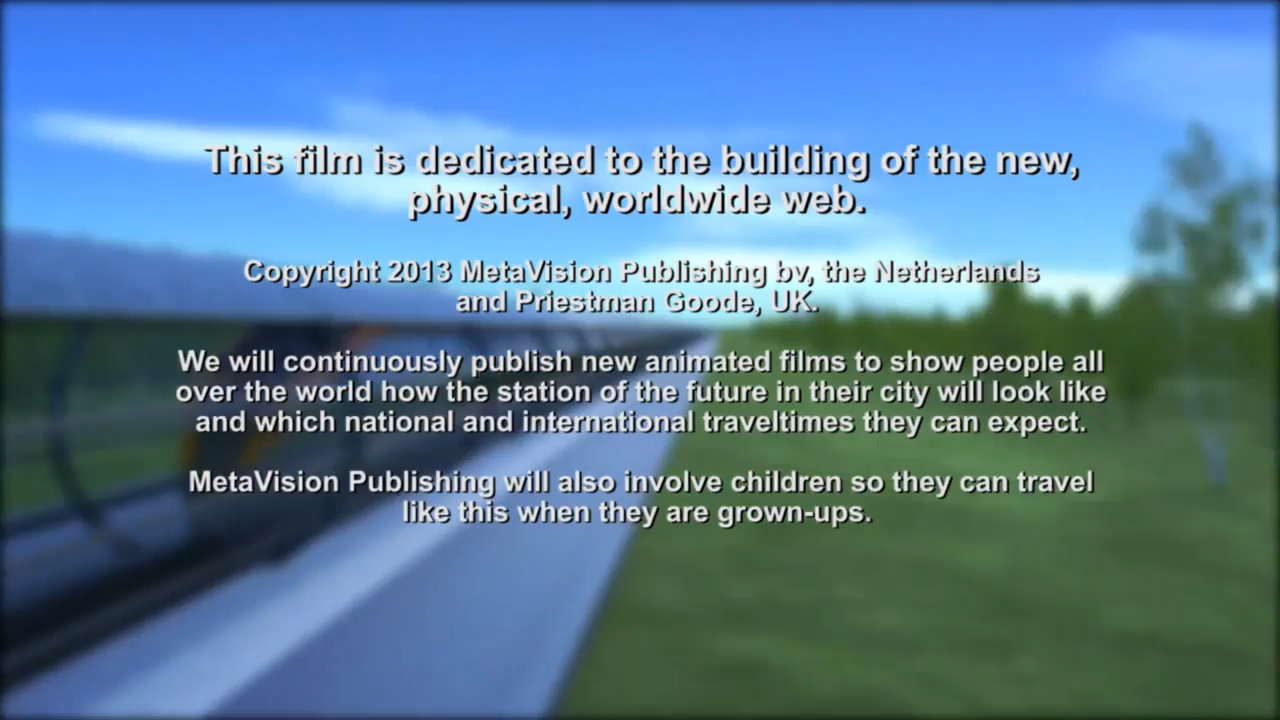 This film is dedicated to the building of the new,
physical, worldwide web.
Copyright 2013 MetaVision Publishing bv, the Netherlands
and Priestman Goode, UK.
We will continuously publish new animated films to show people all
over the world how the station of the future in their city will look like
and which national and international traveltimes they can expect.
MetaVision Publishing will also involve children so they can travel
like this when they are grown-ups.